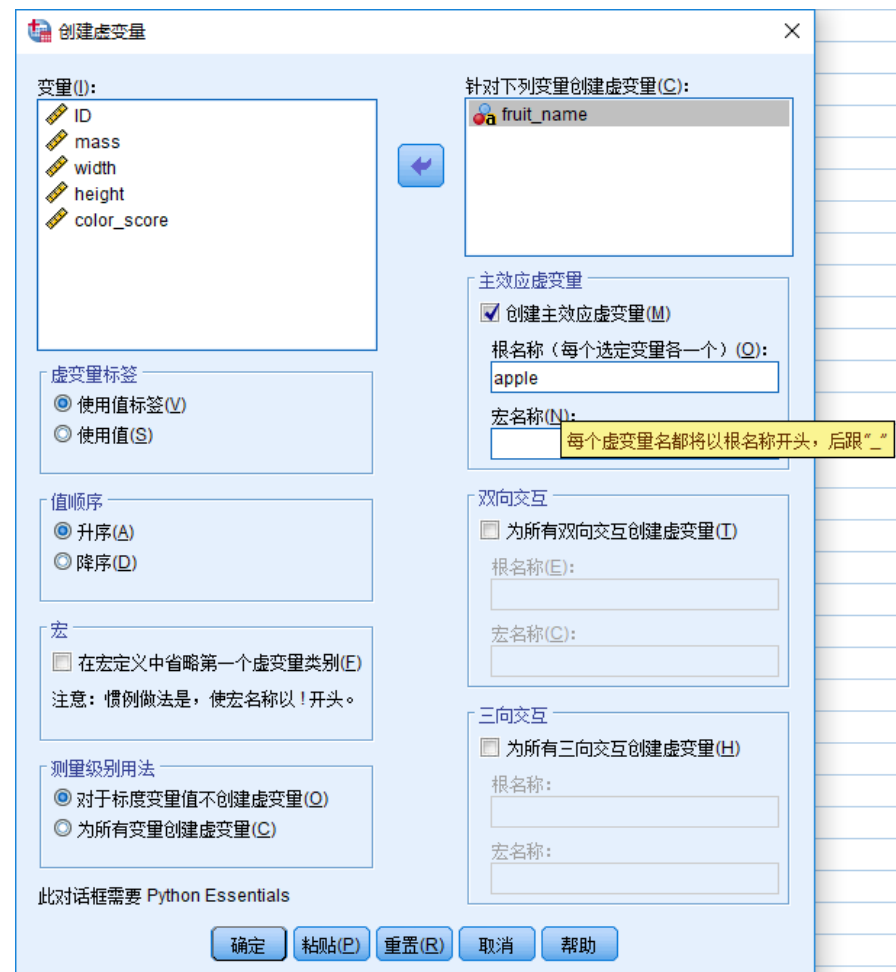 创建虚变量
变量(I):
ID
mass
width
height
color_score
针对下列变量创建虚变量(C):
a fruit_name
主效应虚变量
创建主效应虚变量(M)
根名称（每个选定变量各一个）(O):
apple
宏名称(N):
每个虚变量名都将以根名称开头，后跟"_"
虚变量标签
使用值标签(V)
使用值(S)
值顺序
升序(A)
降序(D)
双向交互
为所有双向交互创建虚变量(T)
根名称(E):
宏名称(C):
宏
在宏定义中省略第一个虚变量类别(F)
注意：惯例做法是，使宏名称以!开头。
三向交互
为所有三向交互创建虚变量(H)
根名称:
宏名称:
测量级别用法
对于标度变量值不创建虚变量(O)
为所有变量创建虚变量(C)
此对话框需要 Python Essentials
确定 粘贴(P) 重置(R) 取消 帮助